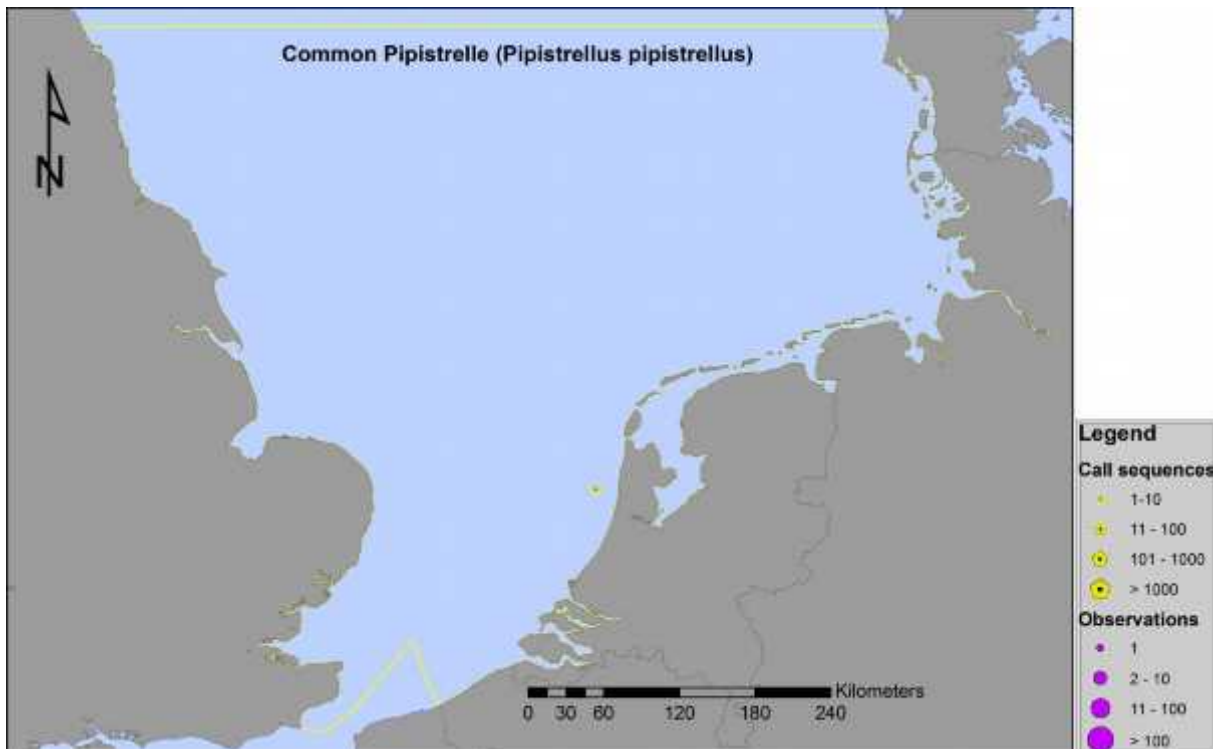 Common Pipistrelle (Pipistrellus pipistrellus)
N
Kilometers
0 30 60 120 180 240
Legend
Call sequences
1-10
11 - 100
101 - 1000
> 1000
Observations
1
2 - 10
11 - 100
> 100